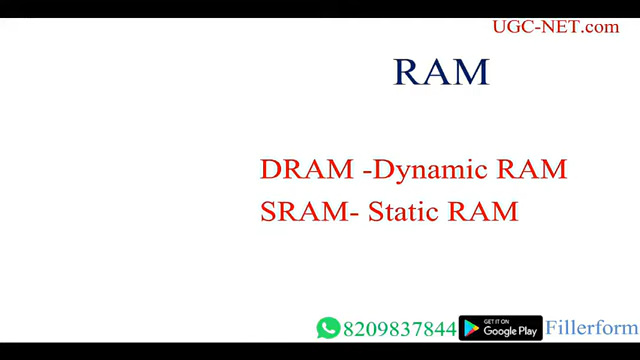 UGC-NET.com
RAM
DRAM -Dynamic RAM
SRAM- Static RAM
8209837844 GET IT ON Google Play Fillerform